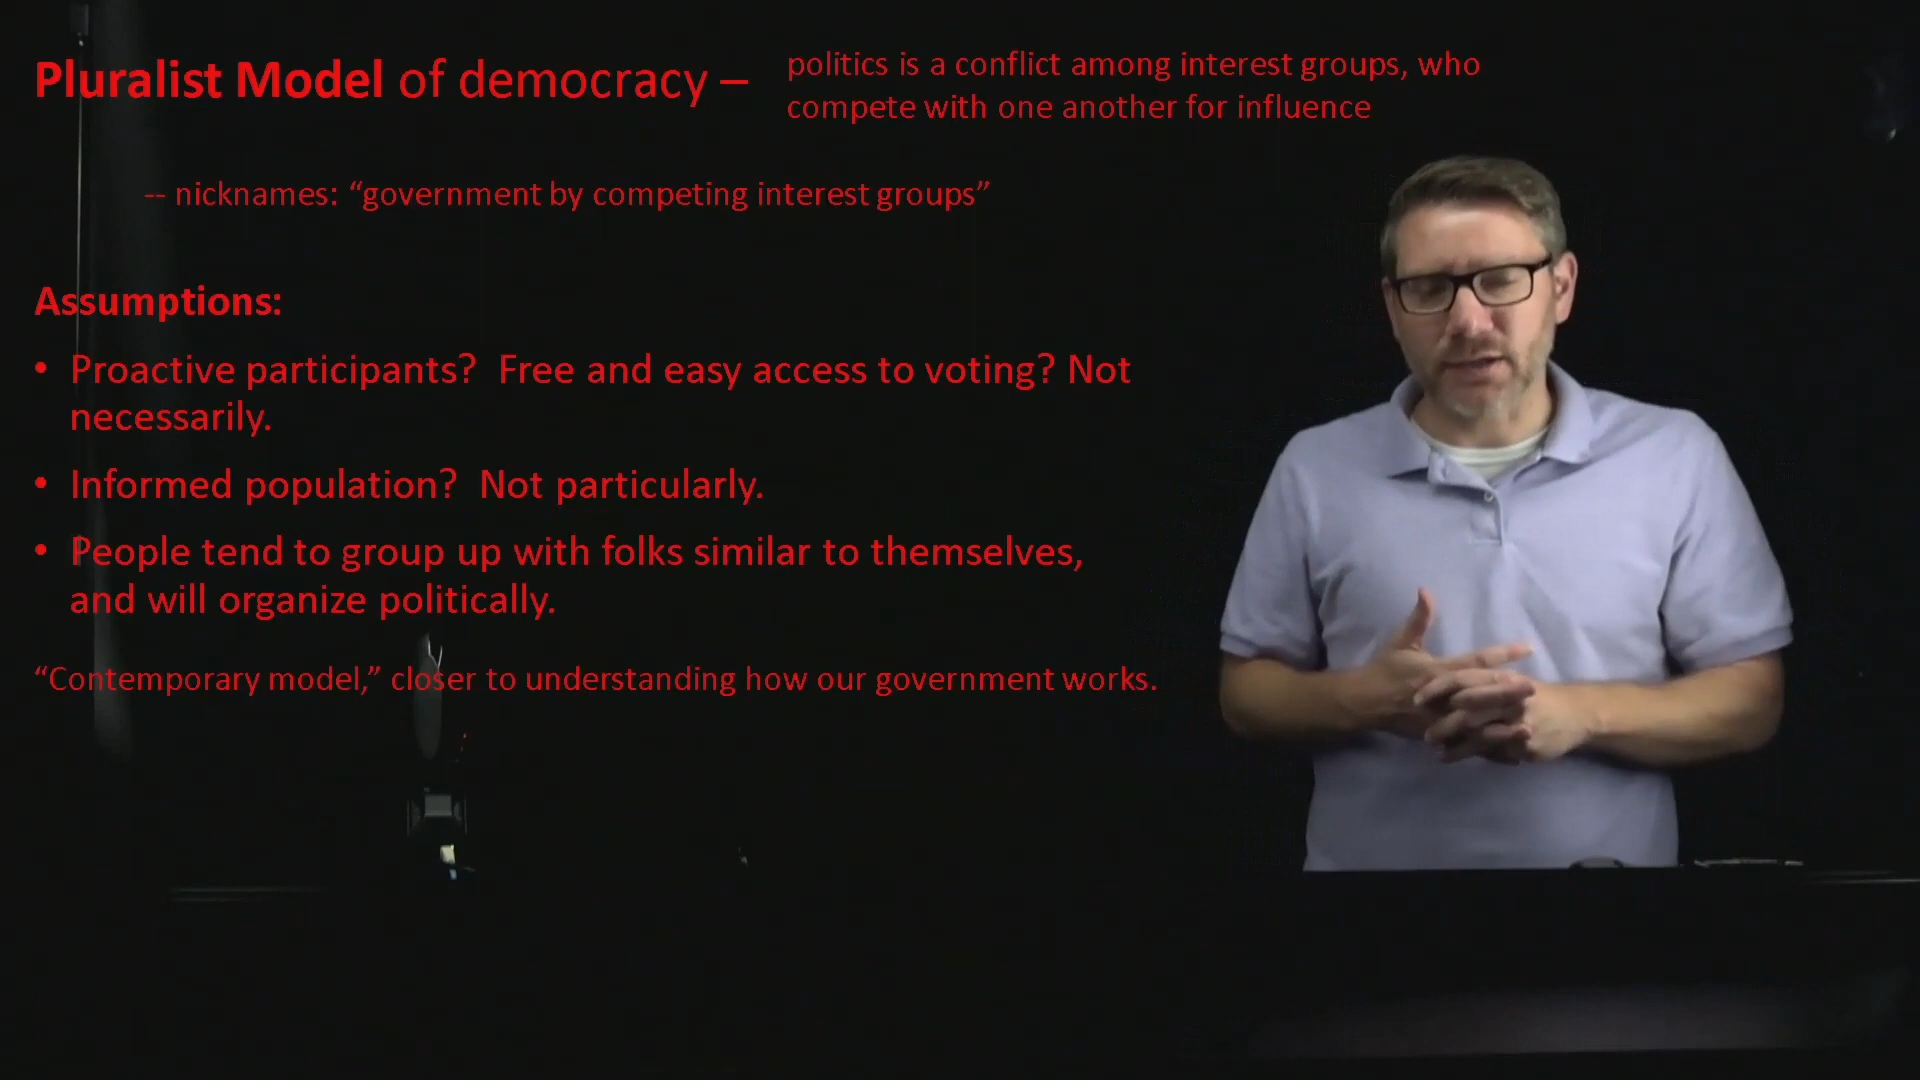 Pluralist Model of democracy – politics is a conflict among interest groups, who
compete with one another for influence
-- nicknames: “government by competing interest groups”
Assumptions:
• Proactive participants?  Free and easy access to voting? Not
necessarily.
• Informed population?  Not particularly.
• People tend to group up with folks similar to themselves,
and will organize politically.
“Contemporary model,” closer to understanding how our government works.